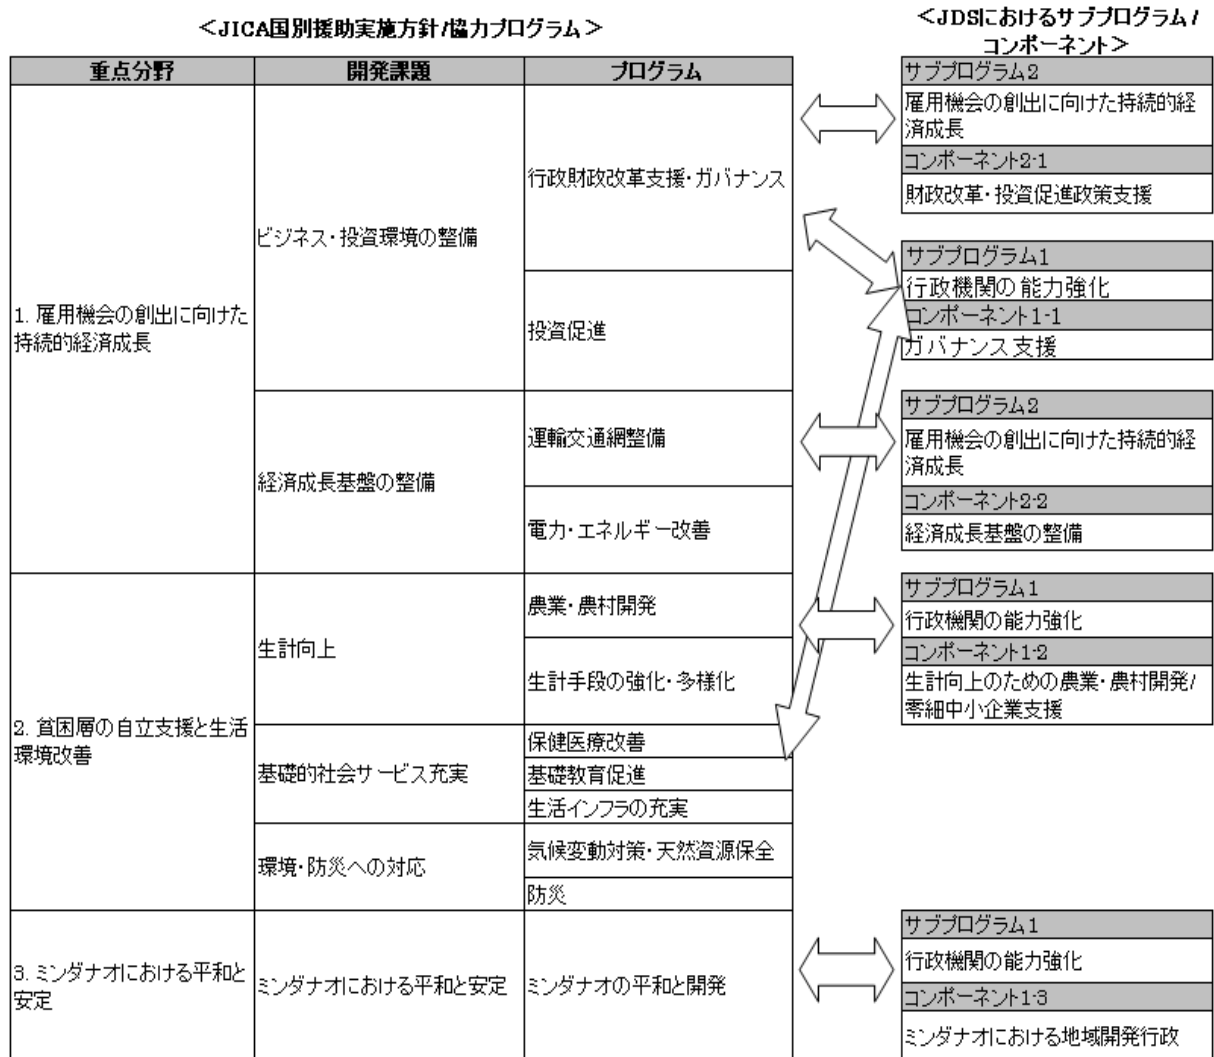 ＜JICA国別援助実施方針/協力プログラム＞
＜JDSにおけるサブプログラム/
コンポーネント＞
重点分野
開発課題
プログラム
1. 雇用機会の創出に向けた
持続的経済成長
ビジネス・投資環境の整備
行政財政改革支援・ガバナンス
投資促進
経済成長基盤の整備
運輸交通網整備
電力・エネルギー改善
2. 貧困層の自立支援と生活
環境改善
生計向上
農業・農村開発
生計手段の強化・多様化
基礎的社会サービス充実
保健医療改善
基礎教育促進
生活インフラの充実
環境・防災への対応
気候変動対策・天然資源保全
防災
3. ミンダナオにおける平和と
安定
ミンダナオにおける平和と安定
ミンダナオの平和と開発
サブプログラム2
雇用機会の創出に向けた持続的経
済成長
コンポーネント2-1
財政改革・投資促進政策支援
サブプログラム1
行政機関の能力強化
コンポーネント1-1
ガバナンス支援
サブプログラム2
雇用機会の創出に向けた持続的経
済成長
コンポーネント2-2
経済成長基盤の整備
サブプログラム1
行政機関の能力強化
コンポーネント1-2
生計向上のための農業・農村開発/
零細中小企業支援
サブプログラム1
行政機関の能力強化
コンポーネント1-3
ミンダナオにおける地域開発行政